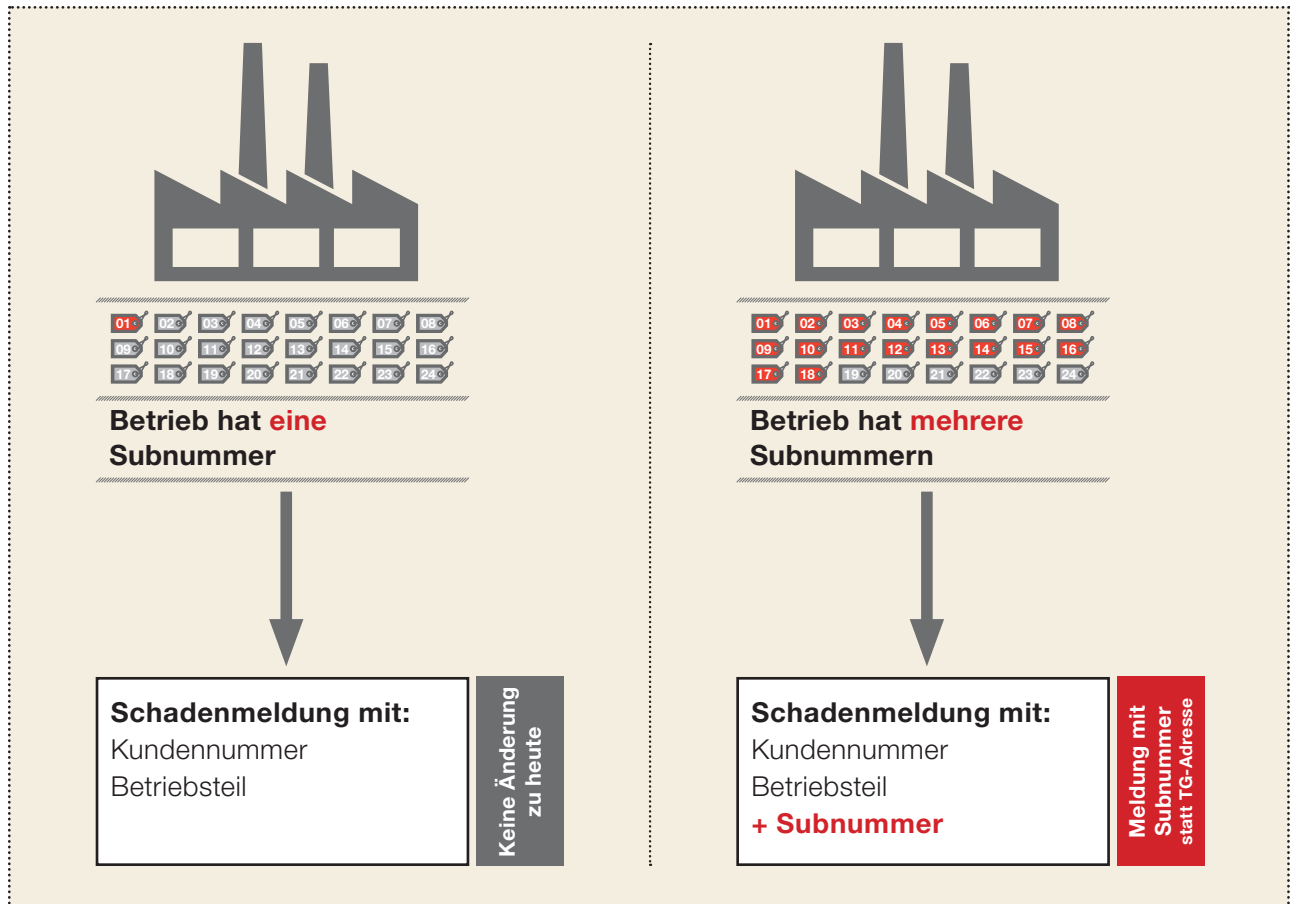 01 02 03 04 05 06 07 08
09 10 11 12 13 14 15 16
17 18 19 20 21 22 23 24
Betrieb hat eine
Subnummer
Schadenmeldung mit:
Kundennummer
Betriebsteil
Keine Änderung
zu heute
01 02 03 04 05 06 07 08
09 10 11 12 13 14 15 16
17 18 19 20 21 22 23 24
Betrieb hat mehrere
Subnummern
Schadenmeldung mit:
Kundennummer
Betriebsteil
+ Subnummer
Meldung mit
Subnummer
statt TG-Adresse